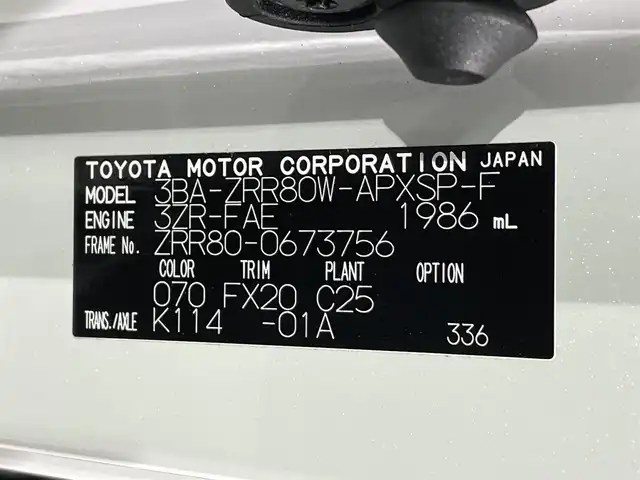 TOYOTA MOTOR CORPORATION JAPAN
MODEL 3BA-ZRR80W-APXSP-F
ENGINE 3ZR-FAE 1986 mL
FRAME No. ZRR80-0673756
COLOR TRIM PLANT OPTION
070 FX20 C25
TRANS./AXLE K114 -01A 336